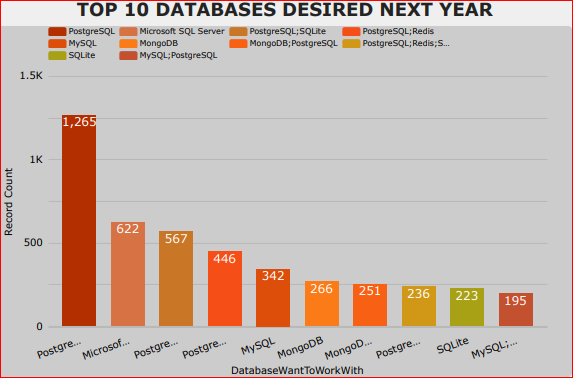 TOP 10 DATABASES DESIRED NEXT YEAR
PostgreSQL Microsoft SQL Server PostgreSQL;SQLite PostgreSQL;Redis
MySQL MongoDB MongoDB;PostgreSQL PostgreSQL;Redis;S...
SQLite MySQL;PostgreSQL
1.5K
1K
500
0
Record Count
1,265
622
567
446
342
266
251
236
223
195
Postgre...
Microsof...
Postgre...
Postgre...
MySQL
MongoDB
MongoD...
Postgre...
SQLite
MySQL;...
DatabaseWantToWorkWith